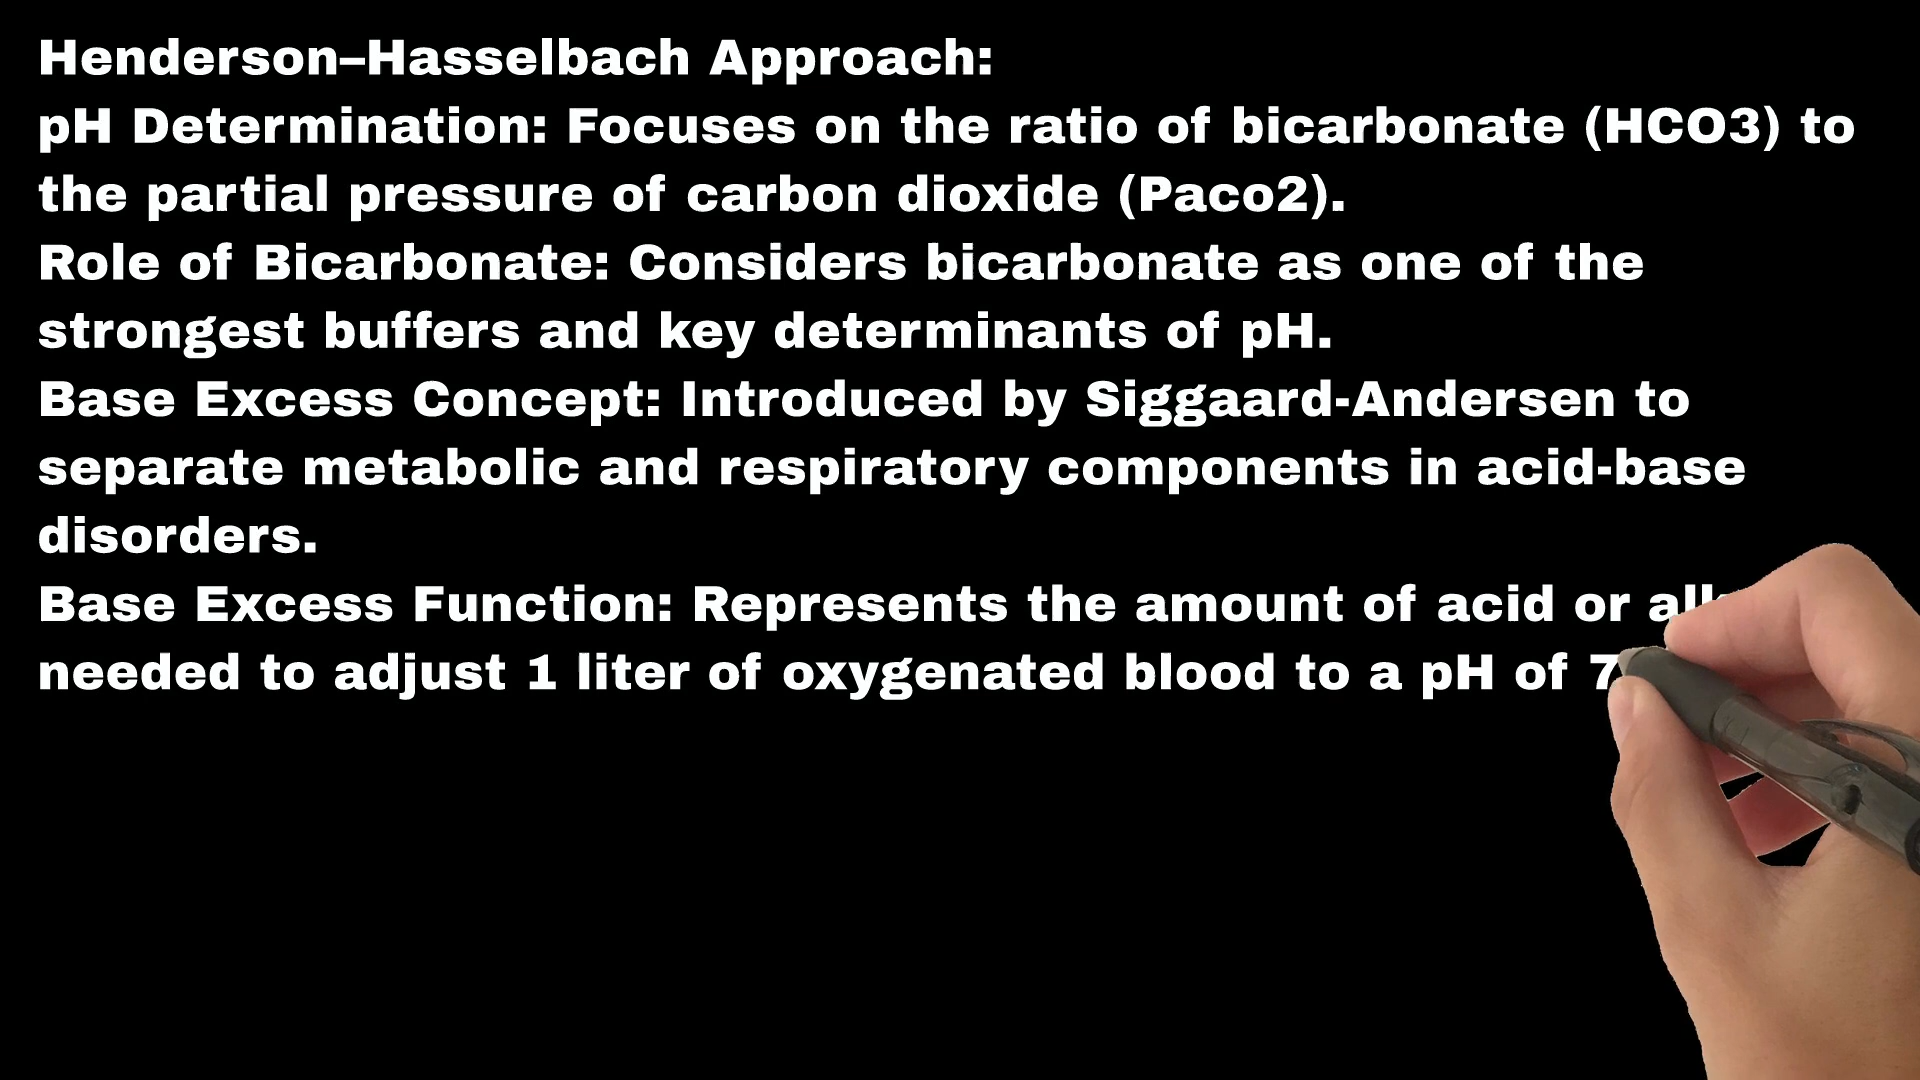 Henderson–Hasselbach Approach:
pH Determination: Focuses on the ratio of bicarbonate (HCO3) to
the partial pressure of carbon dioxide (Paco2).
Role of Bicarbonate: Considers bicarbonate as one of the
strongest buffers and key determinants of pH.
Base Excess Concept: Introduced by Siggaard-Andersen to
separate metabolic and respiratory components in acid-base
disorders.
Base Excess Function: Represents the amount of acid or
needed to adjust 1 liter of oxygenated blood to a pH of 7